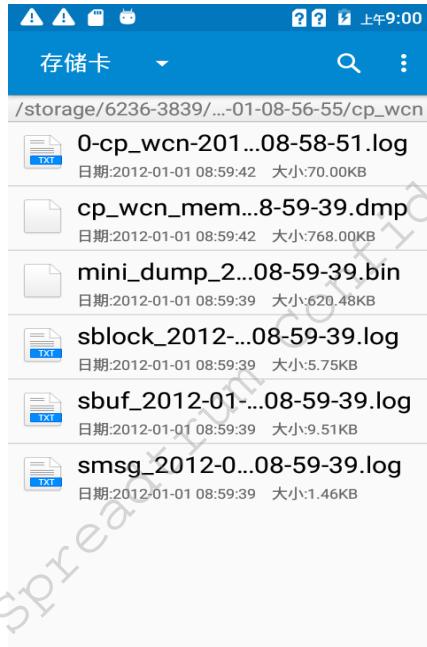 上午9:00
存储卡
/storage/6236-3839/...-01-08-56-55/cp_wcn
0-cp_wcn-201...08-58-51.log
TXT
日期:2012-01-01 08:59:42 大小:70.00KB
cp_wcn_mem...8-59-39.dmp
日期:2012-01-01 08:59:42 大小:768.00KB
mini_dump_2...08-59-39.bin
日期:2012-01-01 08:59:39 大小:620.48KB
sblock_2012-...08-59-39.log
TXT
日期:2012-01-01 08:59:39 大小:5.75KB
sbuf_2012-01-...08-59-39.log
TXT
日期:2012-01-01 08:59:39 大小:9.51KB
smsg_2012-0...08-59-39.log
TXT
日期:2012-01-01 08:59:39 大小:1.46KB
Spreadtrum Confid